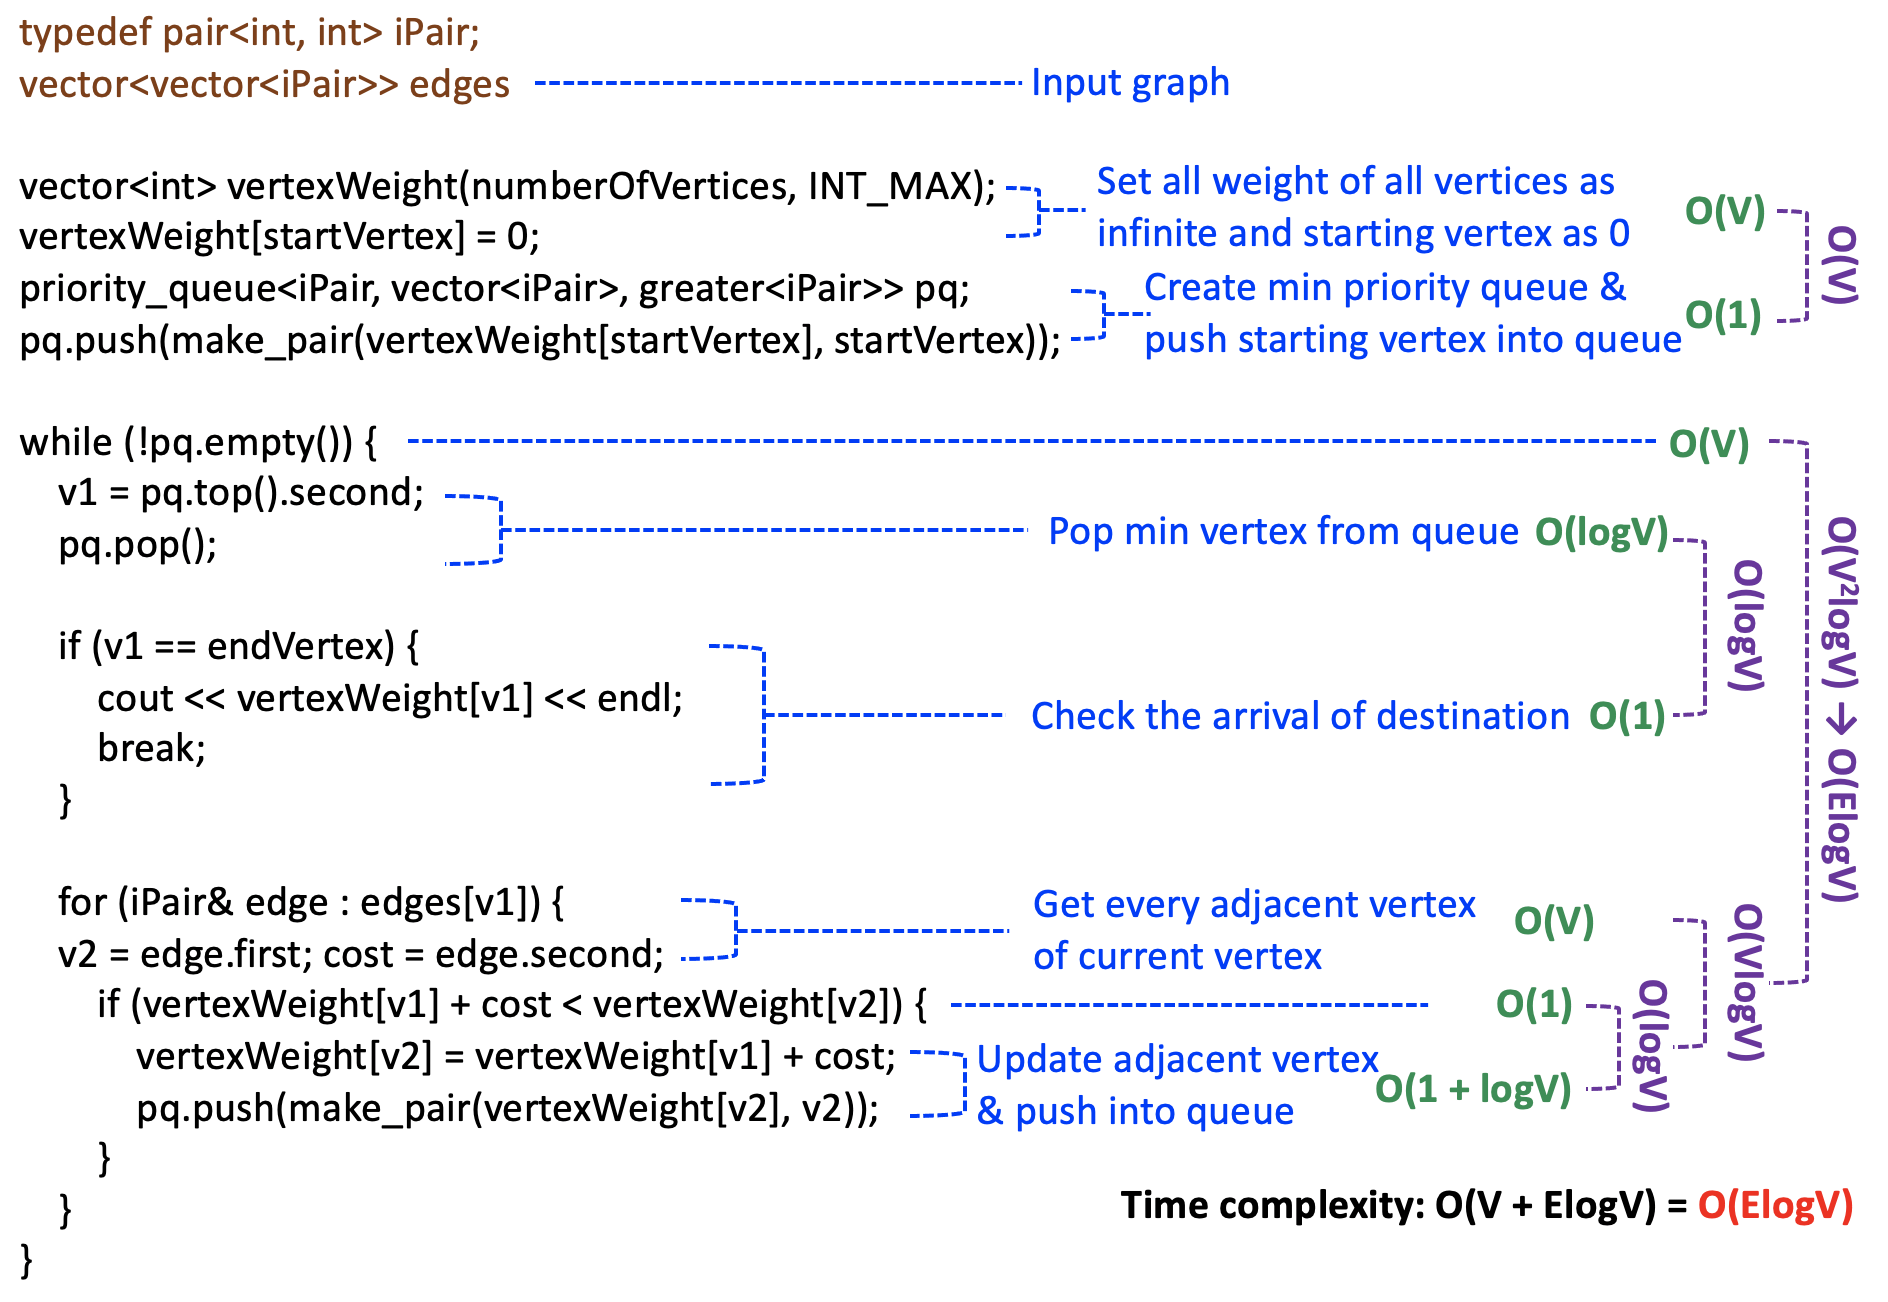 typedef pair<int, int> iPair;
vector<vector<iPair>> edges Input graph
vector<int> vertexWeight(numberOfVertices, INT_MAX);
vertexWeight[startVertex] = 0;
Set all weight of all vertices as
infinite and starting vertex as 0
O(V)
priority_queue<iPair, vector<iPair>, greater<iPair>> pq;
pq.push(make_pair(vertexWeight[startVertex], startVertex));
Create min priority queue &
push starting vertex into queue
O(1)
O(V)
while (!pq.empty()) { O(V)
v1 = pq.top().second;
pq.pop();
Pop min vertex from queue O(logV)
if (v1 == endVertex) {
cout << vertexWeight[v1] << endl;
break;
}
Check the arrival of destination O(1)
O(logV)
for (iPair& edge : edges[v1]) {
v2 = edge.first; cost = edge.second;
Get every adjacent vertex
of current vertex
O(V)
if (vertexWeight[v1] + cost < vertexWeight[v2]) { O(1)
vertexWeight[v2] = vertexWeight[v1] + cost;
pq.push(make_pair(vertexWeight[v2], v2));
Update adjacent vertex
& push into queue
O(1 + logV)
O(logV)
O(VlogV)
O(V²logV) → O(ElogV)
}
}
}
Time complexity: O(V + ElogV) = O(ElogV)